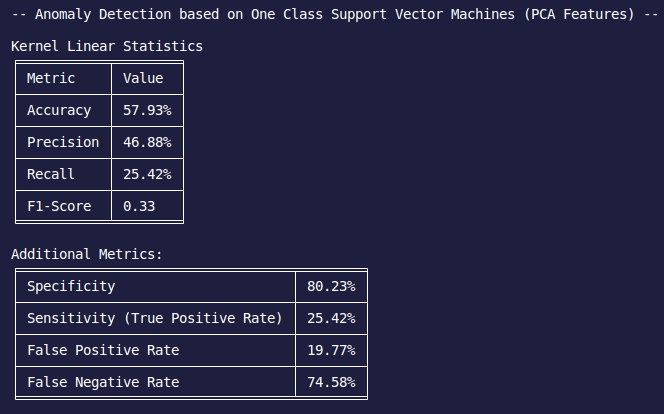 -- Anomaly Detection based on One Class Support Vector Machines (PCA Features) --
Kernel Linear Statistics
Metric Value
Accuracy 57.93%
Precision 46.88%
Recall 25.42%
F1-Score 0.33
Additional Metrics:
Specificity 80.23%
Sensitivity (True Positive Rate) 25.42%
False Positive Rate 19.77%
False Negative Rate 74.58%